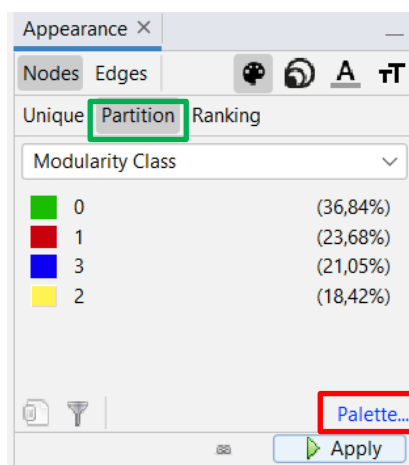 Appearance ×
Nodes Edges A тT
Unique Partition Ranking
Modularity Class
0 (36,84%)
1 (23,68%)
3 (21,05%)
2 (18,42%)
Palette...
Apply